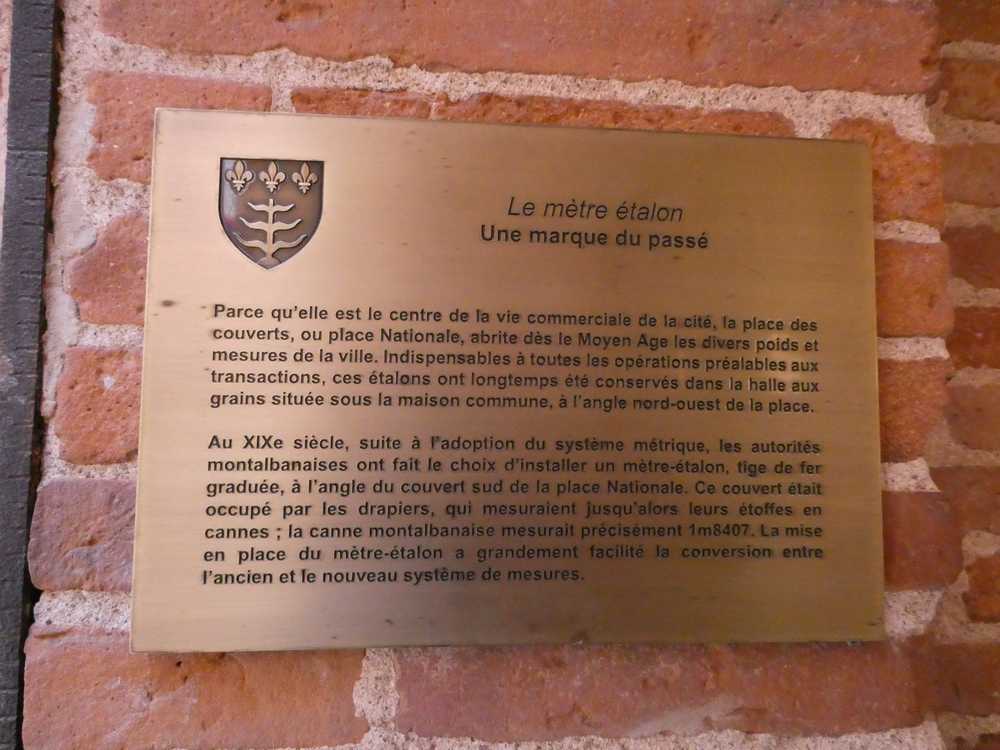 Le mètre étalon
Une marque du passé
Parce qu'elle est le centre de la vie commerciale de la cité, la place des
couverts, ou place Nationale, abrite dès le Moyen Age les divers poids et
mesures de la ville. Indispensables à toutes les opérations préalables aux
transactions, ces étalons ont longtemps été conservés dans la halle aux
grains située sous la maison commune, à l'angle nord-ouest de la place.
Au XIXe siècle, suite à l'adoption du système métrique, les autorités
montalbanaises ont fait le choix d'installer un mètre-étalon, tige de fer
graduée, à l'angle du couvert sud de la place Nationale. Ce couvert était
occupé par les drapiers, qui mesuraient jusqu'alors leurs étoffes en
cannes ; la canne montalbanaise mesurait précisément 1m8407. La mise
en place du mètre-étalon a grandement facilité la conversion entre
l'ancien et le nouveau système de mesures.